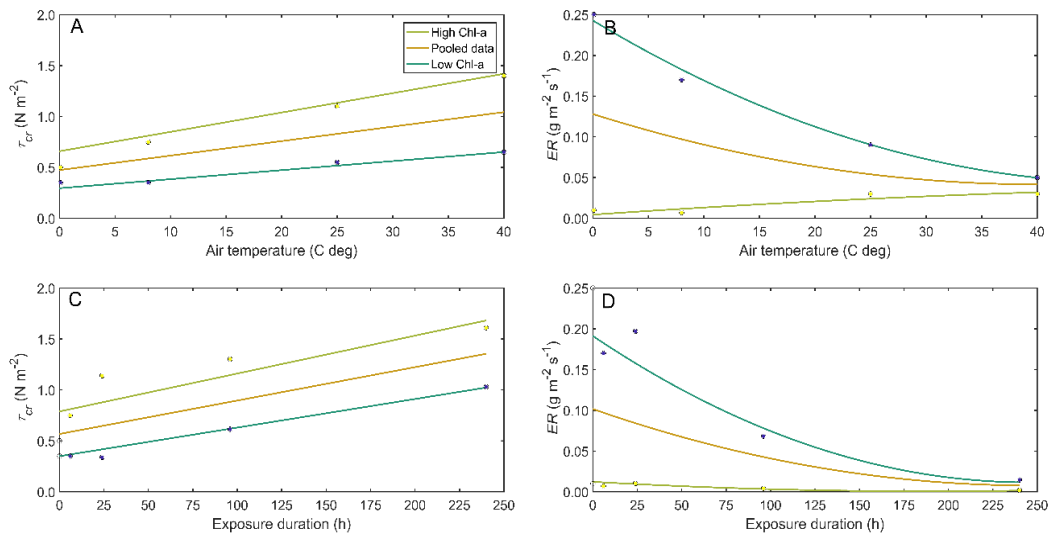 A
High Chl-a
Pooled data
Low Chl-a
2.0
1.5
1.0
0.5
0.0
τcr (N m-2)
0 5 10 15 20 25 30 35 40
Air temperature (C deg)
B
0.25
0.20
0.15
0.10
0.05
0.00
ER (g m-2 s-1)
0 5 10 15 20 25 30 35 40
Air temperature (C deg)
C
2.0
1.5
1.0
0.5
0.0
τcr (N m-2)
0 25 50 75 100 125 150 175 200 225 250
Exposure duration (h)
D
0.25
0.20
0.15
0.10
0.05
0.00
ER (g m-2 s-1)
0 25 50 75 100 125 150 175 200 225 250
Exposure duration (h)